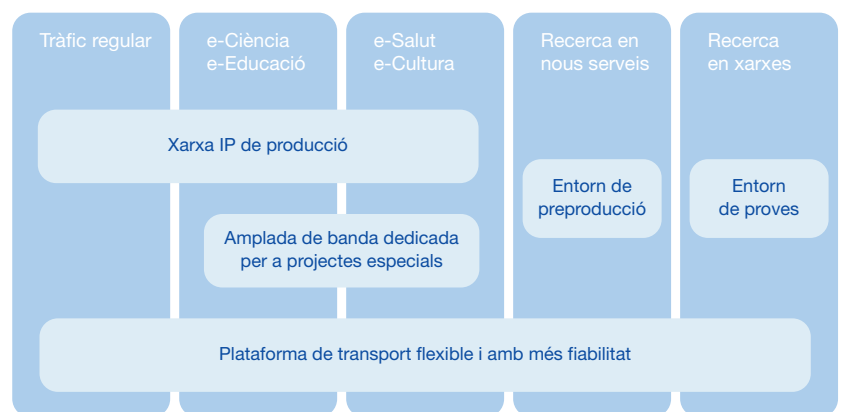 Tràfic regular
e-Ciència
e-Educació
e-Salut
e-Cultura
Recerca en
nous serveis
Recerca
en xarxes
Xarxa IP de producció
Entorn de
preproducció
Entorn
de proves
Amplada de banda dedicada
per a projectes especials
Plataforma de transport flexible i amb més fiabilitat